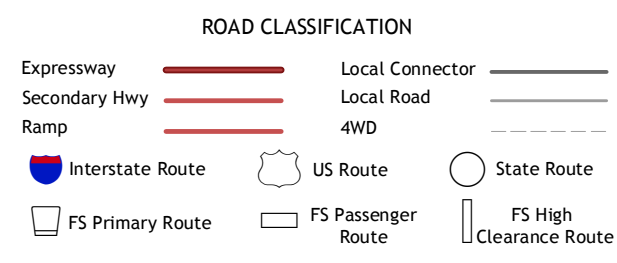 ROAD CLASSIFICATION
Expressway
Local Connector
Secondary Hwy
Local Road
Ramp
4WD
Interstate Route
US Route
State Route
FS Primary Route
FS Passenger
Route
FS High
Clearance Route